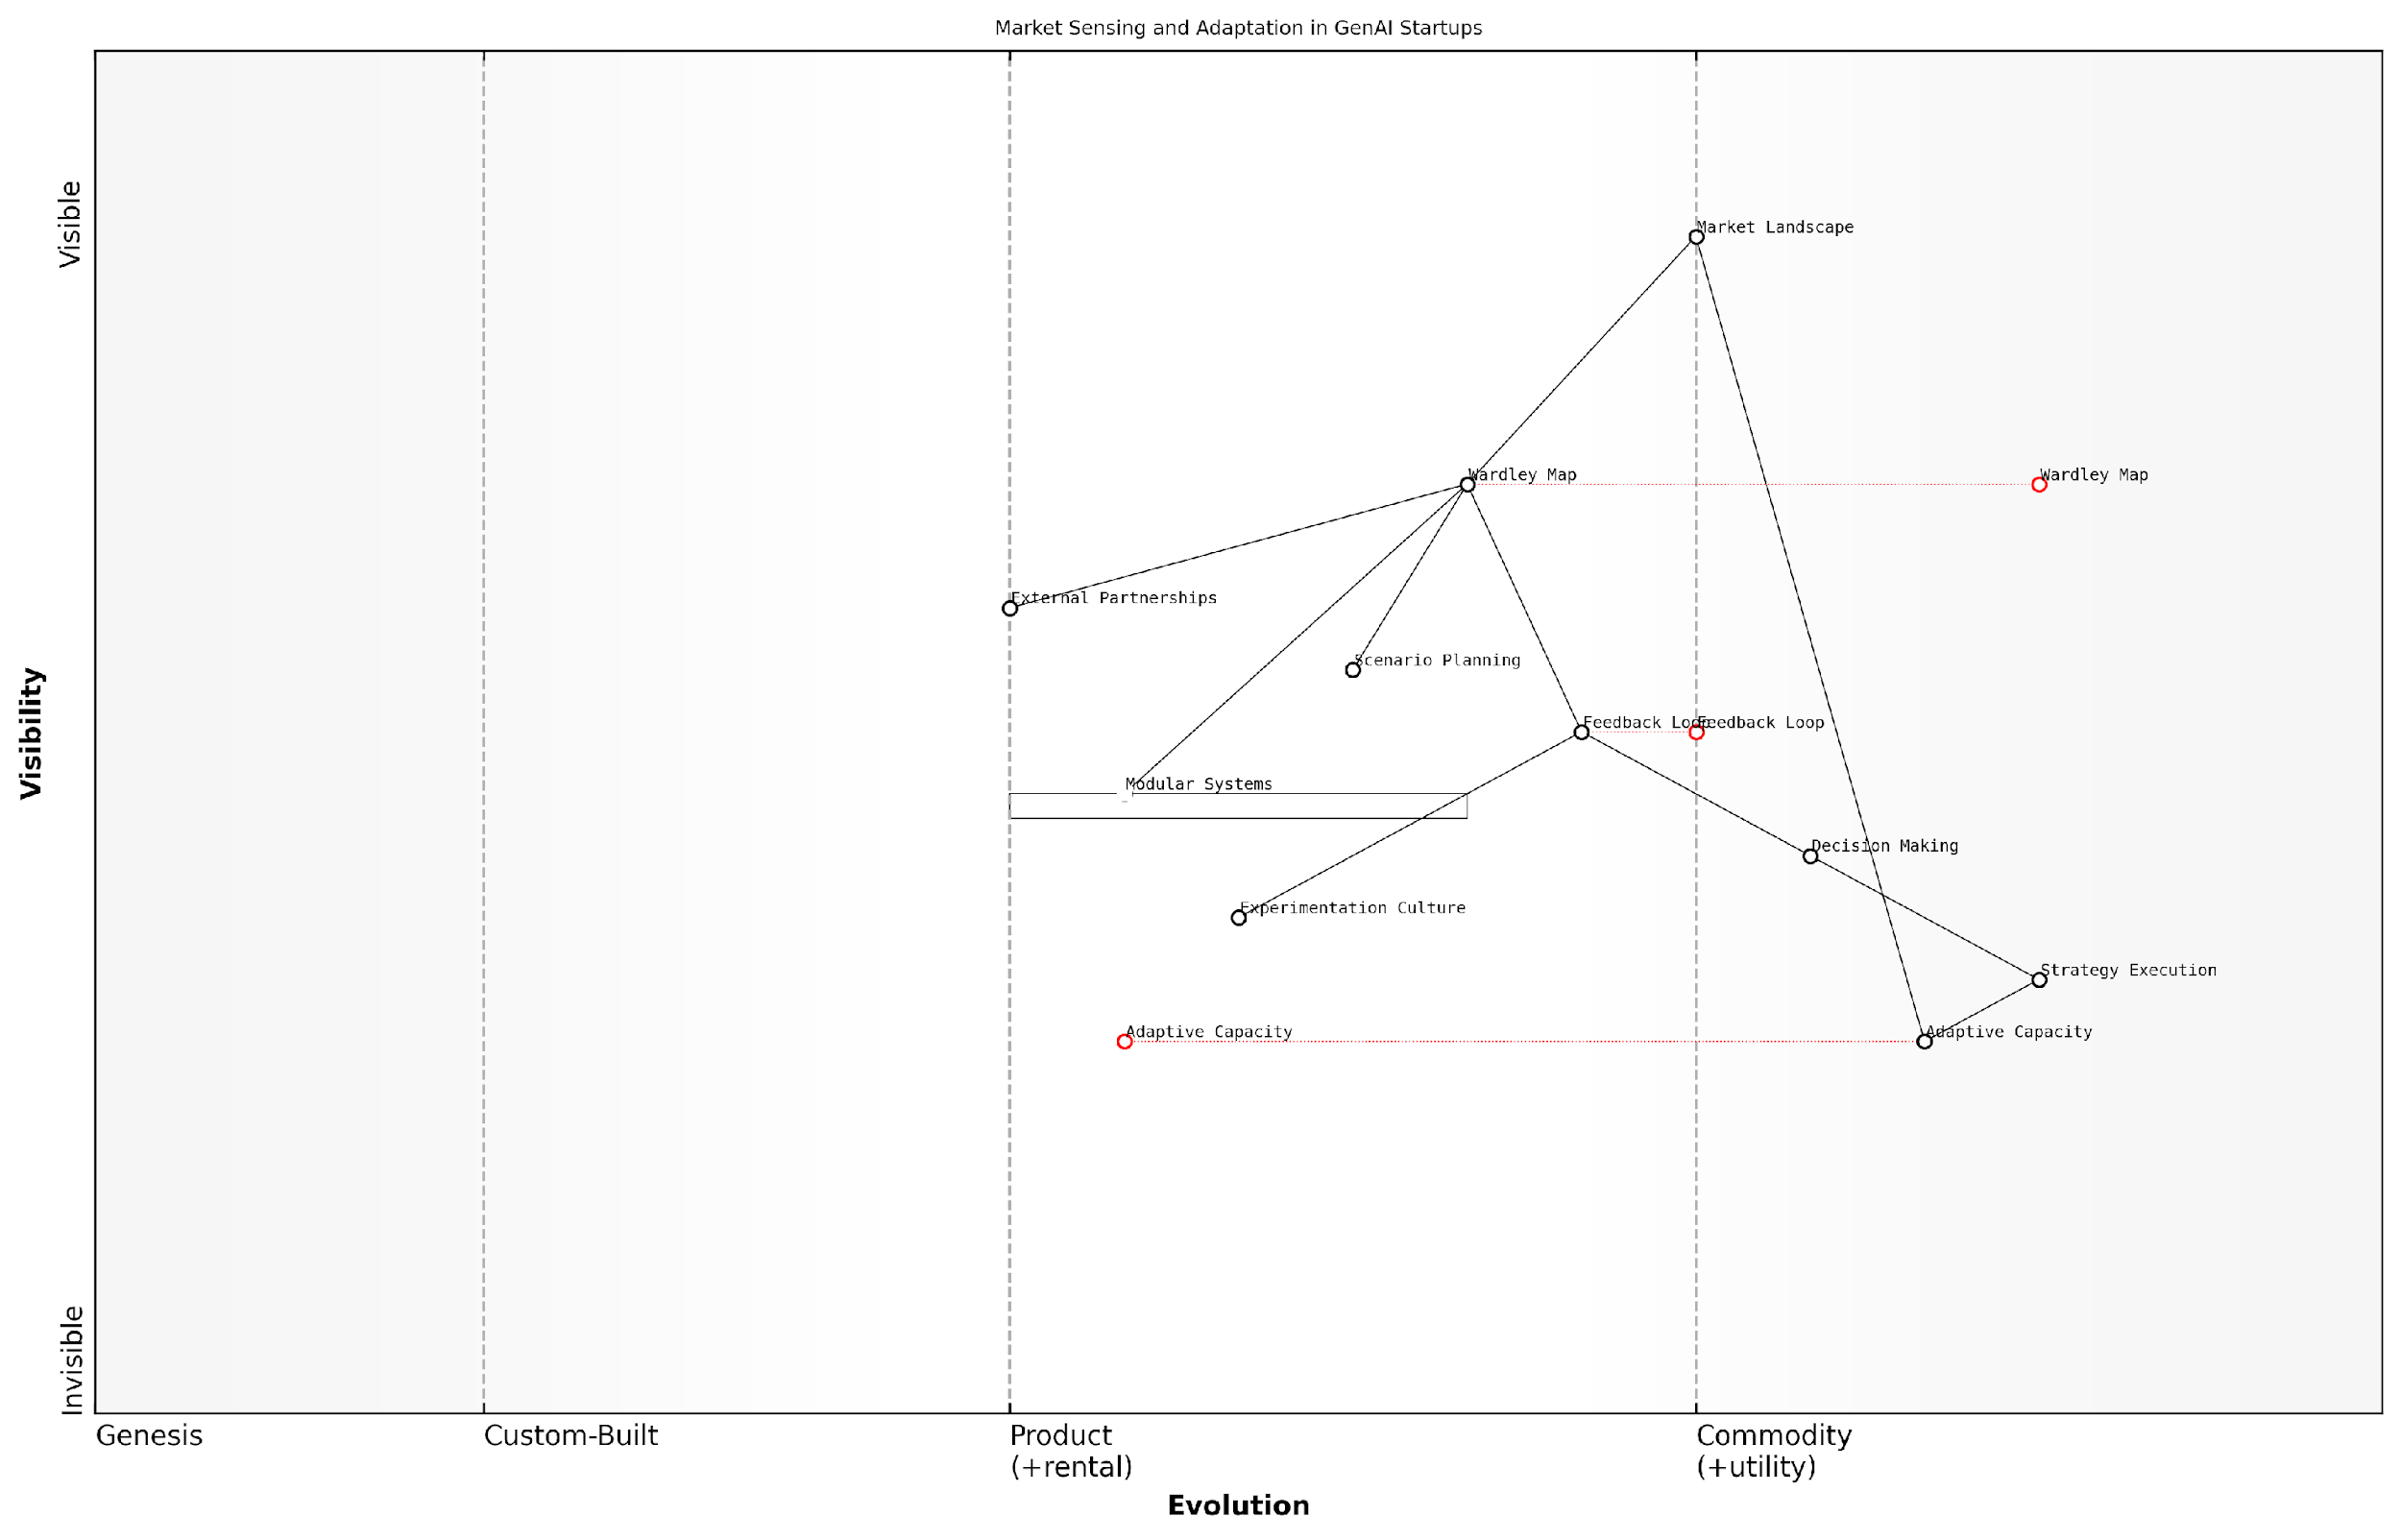 Market Sensing and Adaptation in GenAI Startups
Visible
Visibility
Invisible
Market Landscape
Wardley Map
Wardley Map
External Partnerships
Scenario Planning
Feedback Loop
Feedback Loop
Modular Systems
Decision Making
Experimentation Culture
Strategy Execution
Adaptive Capacity
Adaptive Capacity
Genesis
Custom-Built
Product
(+rental)
Commodity
(+utility)
Evolution